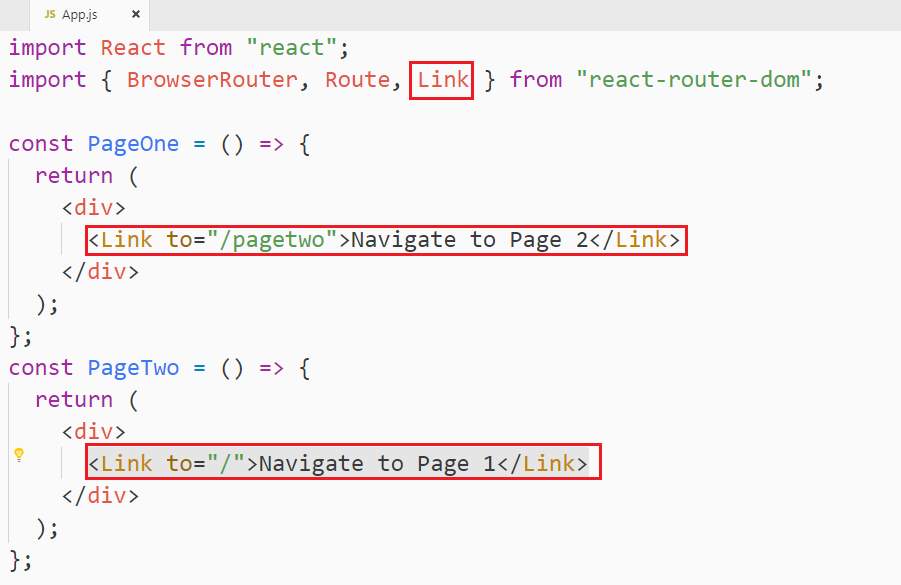 JS App.js ×
import React from "react";
import { BrowserRouter, Route, Link } from "react-router-dom";
const PageOne = () => {
return (
<div>
<Link to="/pagetwo">Navigate to Page 2</Link>
</div>
);
};
const PageTwo = () => {
return (
<div>
<Link to="/">Navigate to Page 1</Link>
</div>
);
};